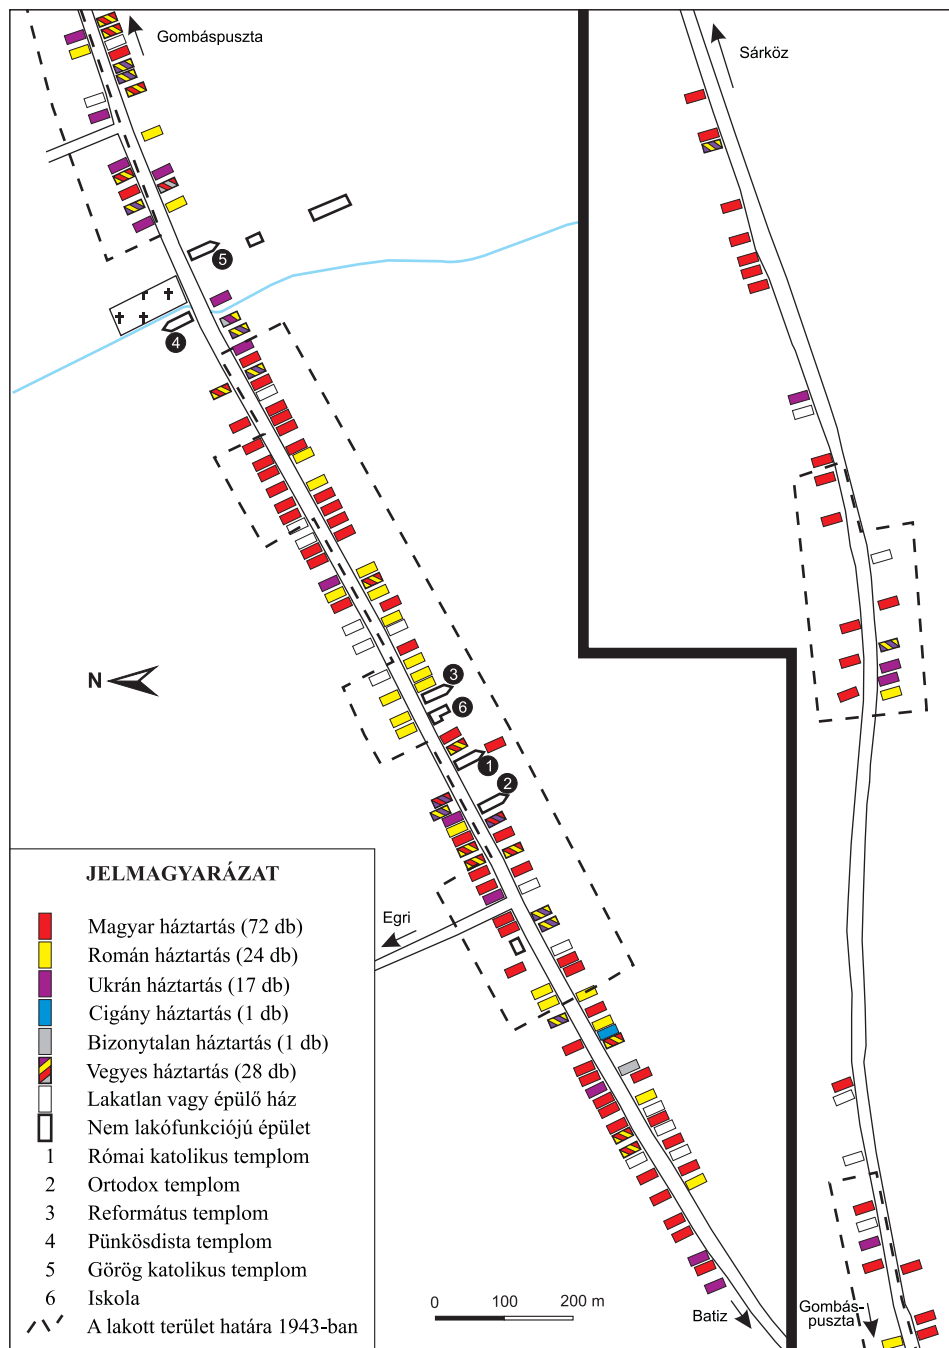 Gombáspuszta
Sárköz
5
4
N
3
6
1
2
Egri
JELMAGYARÁZAT
Magyar háztartás (72 db)
Román háztartás (24 db)
Ukrán háztartás (17 db)
Cigány háztartás (1 db)
Bizonytalan háztartás (1 db)
Vegyes háztartás (28 db)
Lakatlan vagy épülő ház
Nem lakófunkciójú épület
1 Római katolikus templom
2 Ortodox templom
3 Református templom
4 Pünkösdista templom
5 Görög katolikus templom
6 Iskola
A lakott terület határa 1943-ban
0 100 200 m
Batiz
Gombás-
puszta